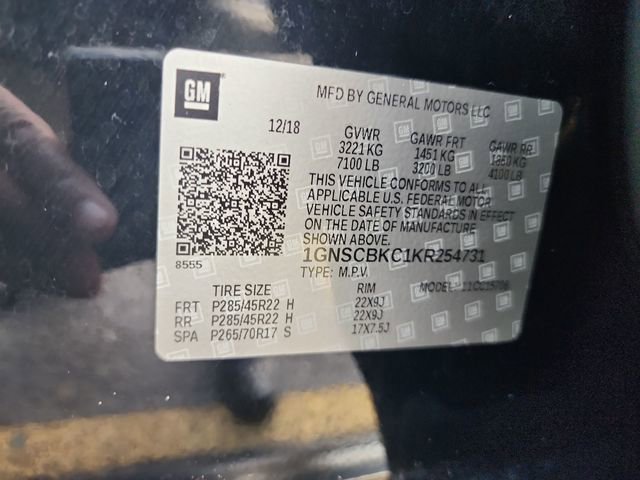 GM
MFD BY GENERAL MOTORS LLC
12/18
GVWR GAWR FRT GAWR RR
3221 KG 1451 KG 1860 KG
7100 LB 3200 LB 4100 LB
THIS VEHICLE CONFORMS TO ALL
APPLICABLE U.S. FEDERAL MOTOR
VEHICLE SAFETY STANDARDS IN EFFECT
ON THE DATE OF MANUFACTURE
SHOWN ABOVE.
8555
1GNSCBKC1KR254731
TYPE: M.P.V.
TIRE SIZE RIM MODEL:
FRT P285/45R22 H 22X9J
RR P285/45R22 H 22X9J
SPA P265/70R17 S 17X7.5J